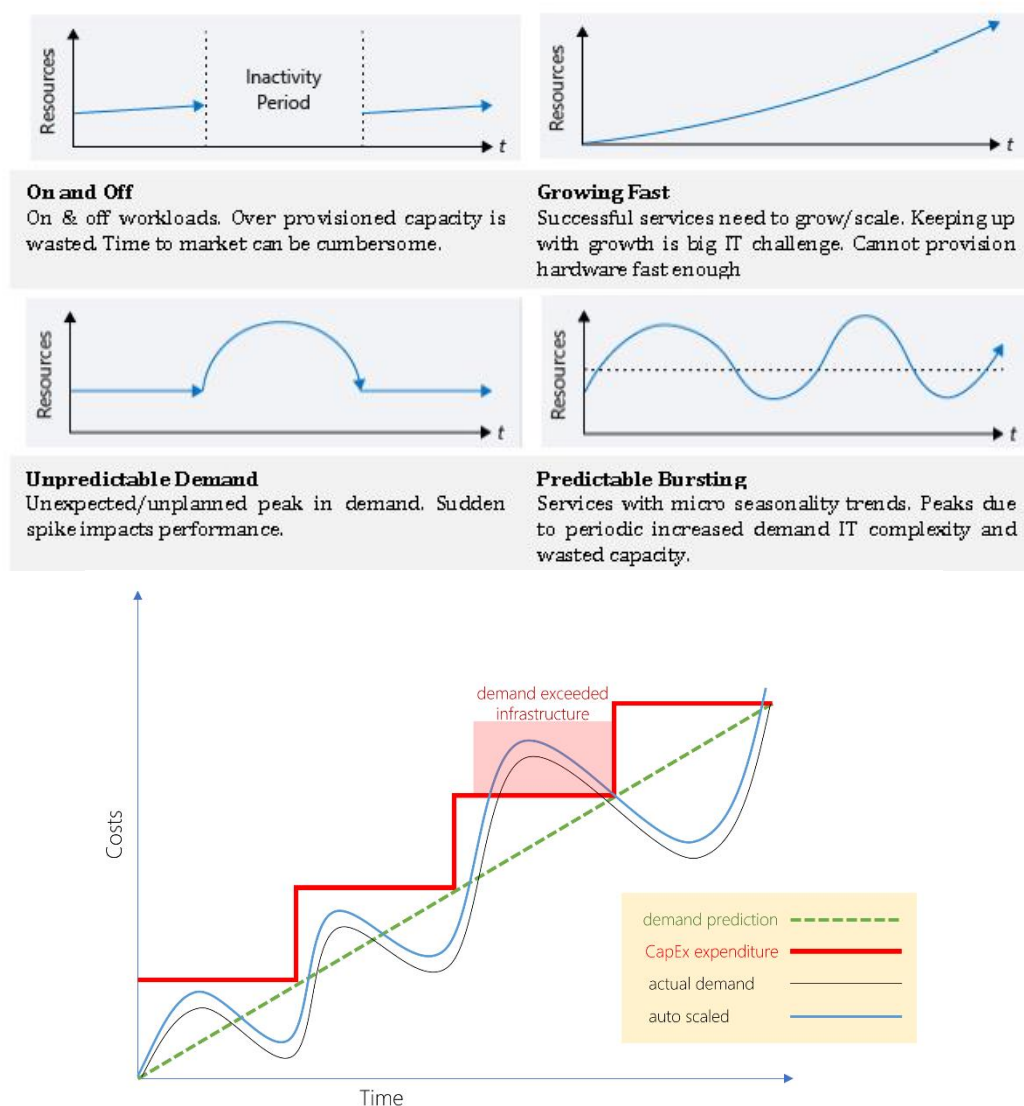 Resources
Inactivity
Period
t
Resources
t
On and Off
On & off workloads. Over provisioned capacity is
wasted. Time to market can be cumbersome.
Growing Fast
Successful services need to grow/scale. Keeping up
with growth is big IT challenge. Cannot provision
hardware fast enough
Resources
t
Resources
t
Unpredictable Demand
Unexpected/unplanned peak in demand. Sudden
spike impacts performance.
Predictable Bursting
Services with micro seasonality trends. Peaks due
to periodic increased demand IT complexity and
wasted capacity.
demand exceeded
infrastructure
Costs
demand prediction
CapEx expenditure
actual demand
auto scaled
Time